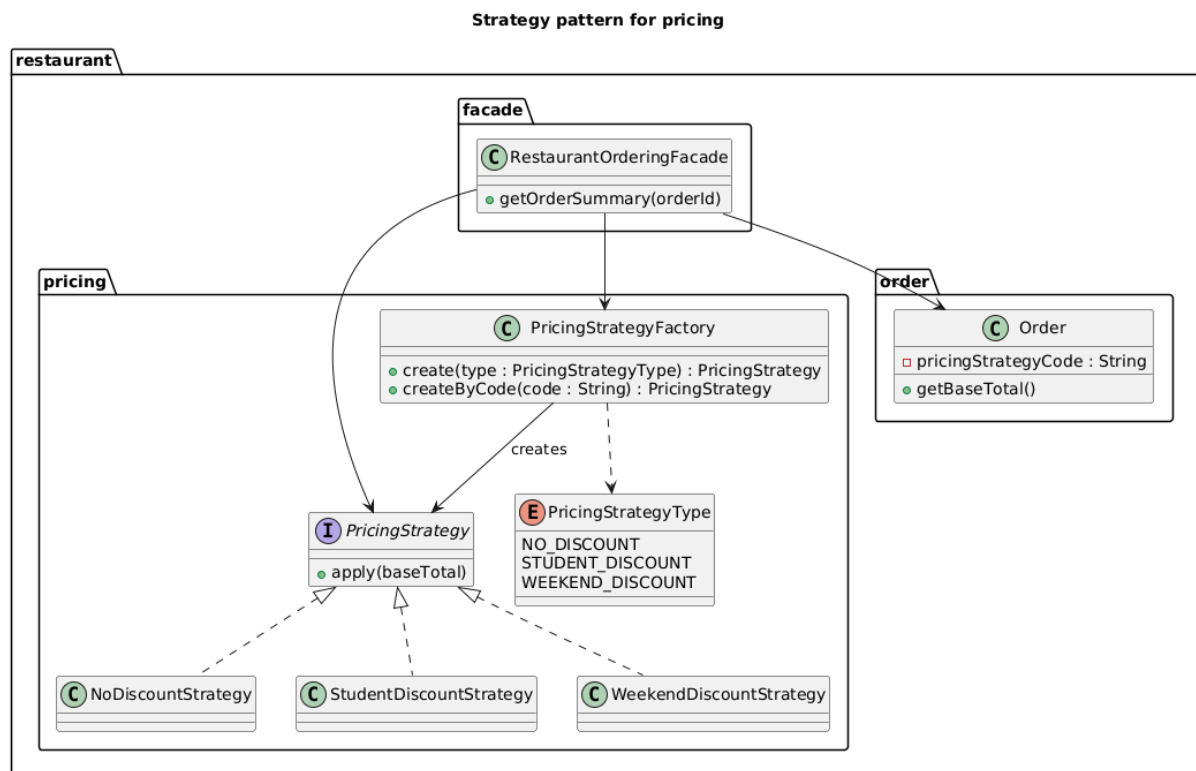 Strategy pattern for pricing
restaurant
facade
C RestaurantOrderingFacade
getOrderSummary(orderId)
pricing
order
C PricingStrategyFactory
create(type : PricingStrategyType) : PricingStrategy
createByCode(code : String) : PricingStrategy
C Order
pricingStrategyCode : String
getBaseTotal()
creates
I PricingStrategy
apply(baseTotal)
E PricingStrategyType
NO_DISCOUNT
STUDENT_DISCOUNT
WEEKEND_DISCOUNT
C NoDiscountStrategy
C StudentDiscountStrategy
C WeekendDiscountStrategy